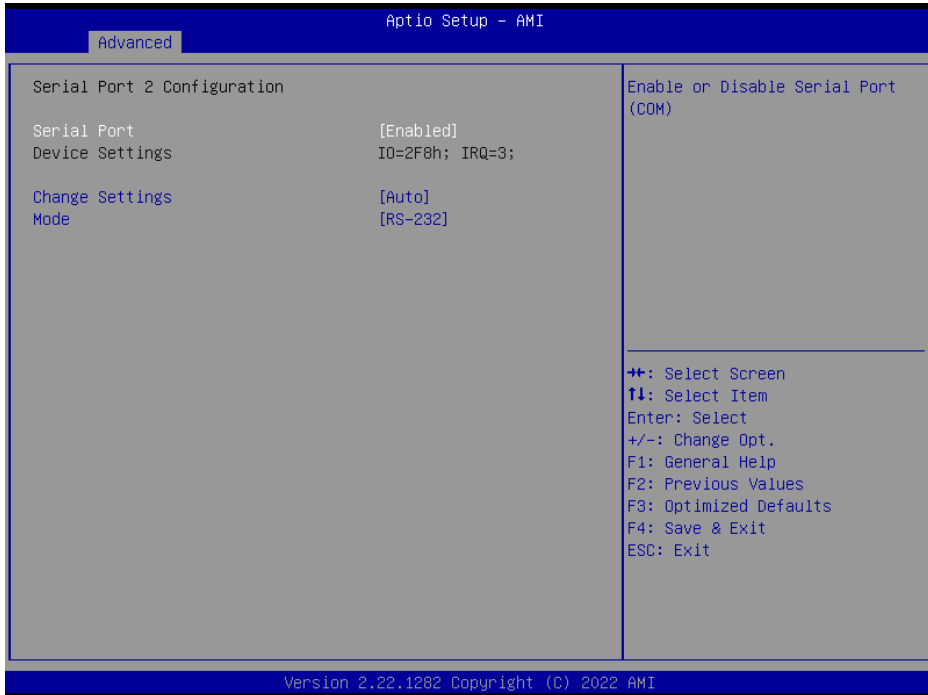 Aptio Setup - AMI
Advanced
Serial Port 2 Configuration
Serial Port [Enabled]
Device Settings IO=2F8h; IRQ=3;
Change Settings [Auto]
Mode [RS-232]
Enable or Disable Serial Port
(COM)
→←: Select Screen
↑↓: Select Item
Enter: Select
+/-: Change Opt.
F1: General Help
F2: Previous Values
F3: Optimized Defaults
F4: Save & Exit
ESC: Exit
Version 2.22.1282 Copyright (C) 2022 AMI